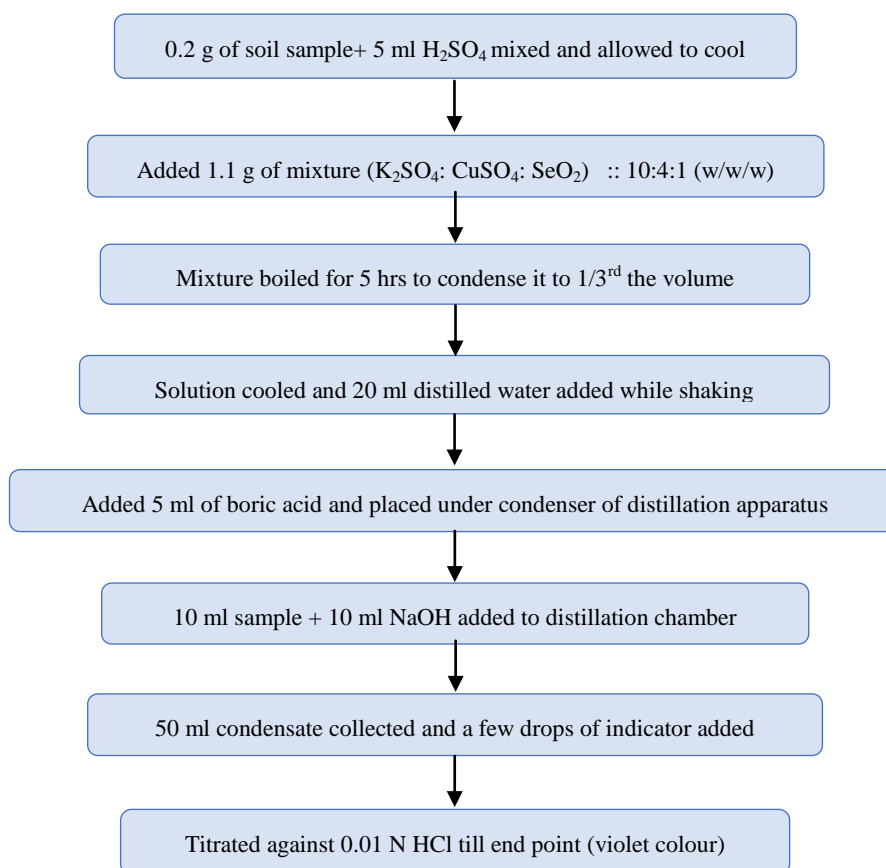 0.2 g of soil sample+ 5 ml H₂SO₄ mixed and allowed to cool
Added 1.1 g of mixture (K₂SO₄: CuSO₄: SeO₂) :: 10:4:1 (w/w/w)
Mixture boiled for 5 hrs to condense it to 1/3ʳᵈ the volume
Solution cooled and 20 ml distilled water added while shaking
Added 5 ml of boric acid and placed under condenser of distillation apparatus
10 ml sample + 10 ml NaOH added to distillation chamber
50 ml condensate collected and a few drops of indicator added
Titrated against 0.01 N HCl till end point (violet colour)